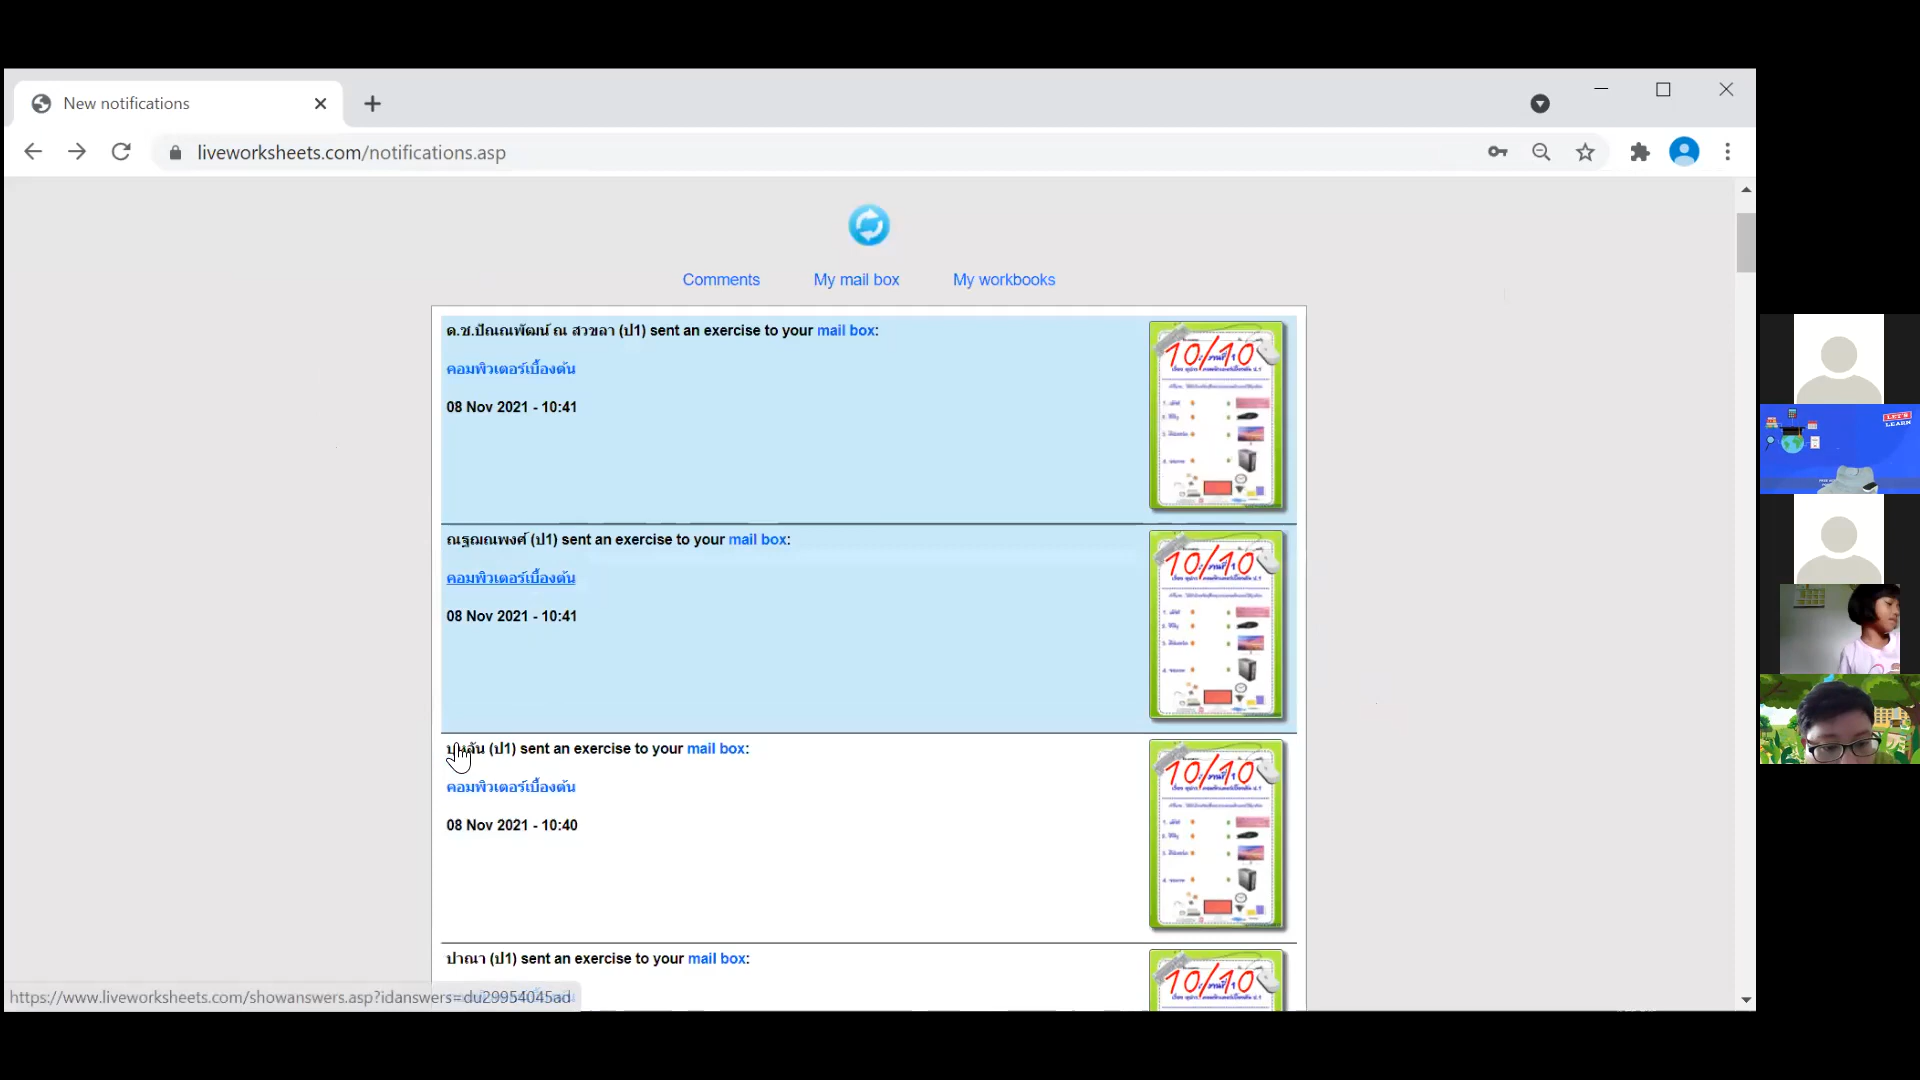 New notifications
liveworksheets.com/notifications.asp
Comments My mail box My workbooks
ด.ช.ปัณณพัฒน์ ณ สวขลา (ป1) sent an exercise to your mail box:
คอมพิวเตอร์เบื้องต้น
08 Nov 2021 - 10:41
10/10
ณฐฌณพงศ์ (ป1) sent an exercise to your mail box:
คอมพิวเตอร์เบื้องต้น
08 Nov 2021 - 10:41
10/10
(ป1) sent an exercise to your mail box:
คอมพิวเตอร์เบื้องต้น
08 Nov 2021 - 10:40
10/10
ปาณา (ป1) sent an exercise to your mail box:
10/10
https://www.liveworksheets.com/showanswers.asp?idanswers=du29954045ad
LET'S
LEARN